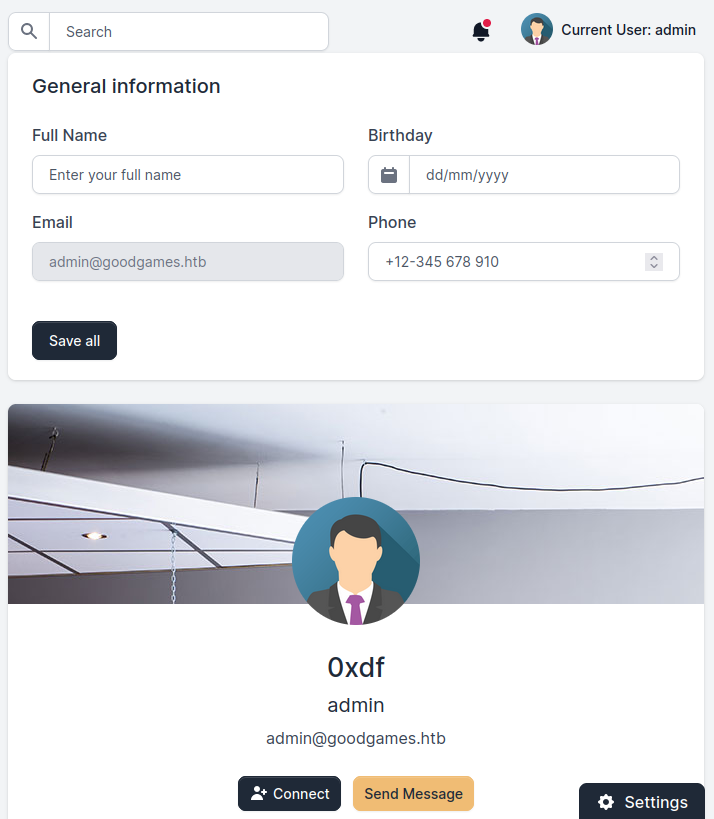 Search
Current User: admin
General information
Full Name
Birthday
Enter your full name
dd/mm/yyyy
Email
Phone
admin@goodgames.htb
+12-345 678 910
Save all
0xdf
admin
admin@goodgames.htb
Connect
Send Message
Settings